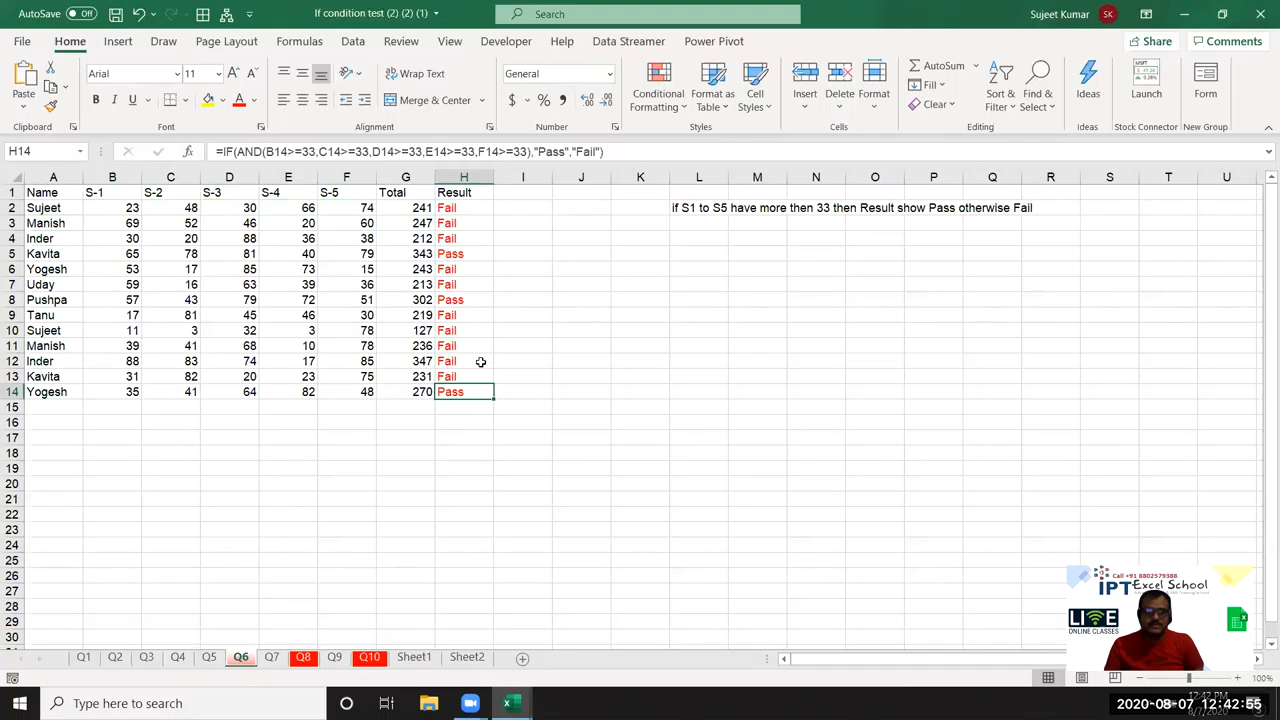 AutoSave Off If condition test (2) (2) (1) Search Sujeet Kumar SK
File Home Insert Draw Page Layout Formulas Data Review View Developer Help Data Streamer Power Pivot Share Comments
Paste Arial 11 Wrap Text General AutoSum
B I U A Merge & Center $ % Conditional Formatting Format as Table Cell Styles Insert Delete Format Fill Clear Sort & Filter Find & Select Ideas Launch Form
Clipboard Font Alignment Number Styles Cells Editing Ideas Stock Connector New Group
H14 fx =IF(AND(B14>=33,C14>=33,D14>=33,E14>=33,F14>=33),"Pass","Fail")
A B C D E F G H I J K L M N O P Q R S T U
1 Name S-1 S-2 S-3 S-4 S-5 Total Result
2 Sujeet 23 48 30 66 74 241 Fail if S1 to S5 have more then 33 then Result show Pass otherwise Fail
3 Manish 69 52 46 20 60 247 Fail
4 Inder 30 20 88 36 38 212 Fail
5 Kavita 65 78 81 40 79 343 Pass
6 Yogesh 53 17 85 73 15 243 Fail
7 Uday 59 16 63 39 36 213 Fail
8 Pushpa 57 43 79 72 51 302 Pass
9 Tanu 17 81 45 46 30 219 Fail
10 Sujeet 11 3 32 3 78 127 Fail
11 Manish 39 41 68 10 78 236 Fail
12 Inder 88 83 74 17 85 347 Fail
13 Kavita 31 82 20 23 75 231 Fail
14 Yogesh 35 41 64 82 48 270 Pass
15
16
17
18
19
20
21
22
23
24
25
26
27
28
29
30
Call +91 8802579388
IPT Excel School
LIVE
ONLINE CLASSES
Q1 Q2 Q3 Q4 Q5 Q6 Q7 Q8 Q9 Q10 Sheet1 Sheet2
100%
Type here to search
12:42 PM
2020-08-07 12:42:55
8/7/2020